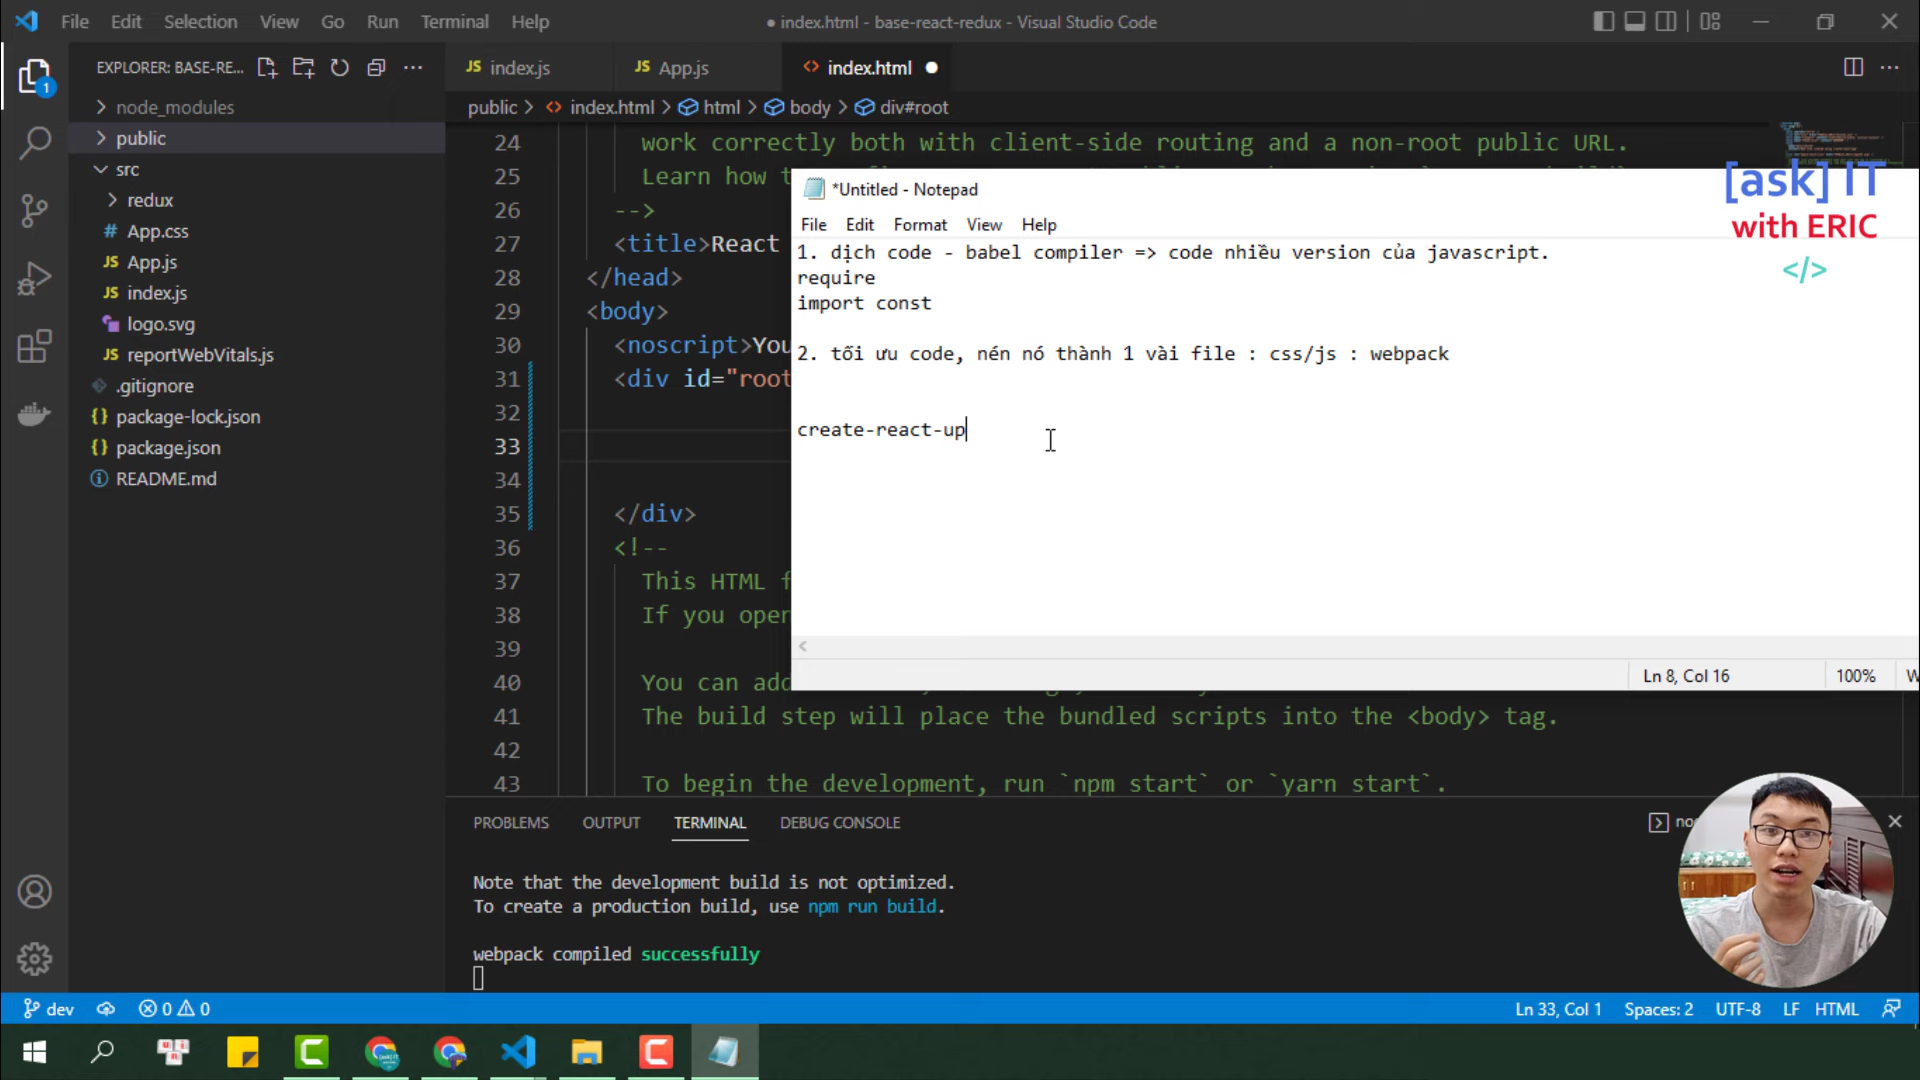 File Edit Selection View Go Run Terminal Help
● index.html - base-react-redux - Visual Studio Code
EXPLORER: BASE-RE...
1
node_modules
public
src
redux
# App.css
JS App.js
JS index.js
logo.svg
JS reportWebVitals.js
.gitignore
{} package-lock.json
{} package.json
README.md
JS index.js
JS App.js
<> index.html ●
public > <> index.html > html > body > div#root
24 work correctly both with client-side routing and a non-root public URL.
25 Learn how t
26 -->
27 <title>React
28 </head>
29 <body>
30 <noscript>You
31 <div id="root
32
33
34
35 </div>
36 <!--
37 This HTML f
38 If you open
39
40 You can add
41 The build step will place the bundled scripts into the <body> tag.
42
43 To begin the development, run `npm start` or `yarn start`.
*Untitled - Notepad
File Edit Format View Help
1. dịch code - babel compiler => code nhiều version của javascript.
require
import const
2. tối ưu code, nén nó thành 1 vài file : css/js : webpack
create-react-up
Ln 8, Col 16
100%
W
[ask] IT
with ERIC
</>
PROBLEMS OUTPUT TERMINAL DEBUG CONSOLE
Note that the development build is not optimized.
To create a production build, use npm run build.
webpack compiled successfully
dev
0 0
Ln 33, Col 1
Spaces: 2
UTF-8
LF
HTML